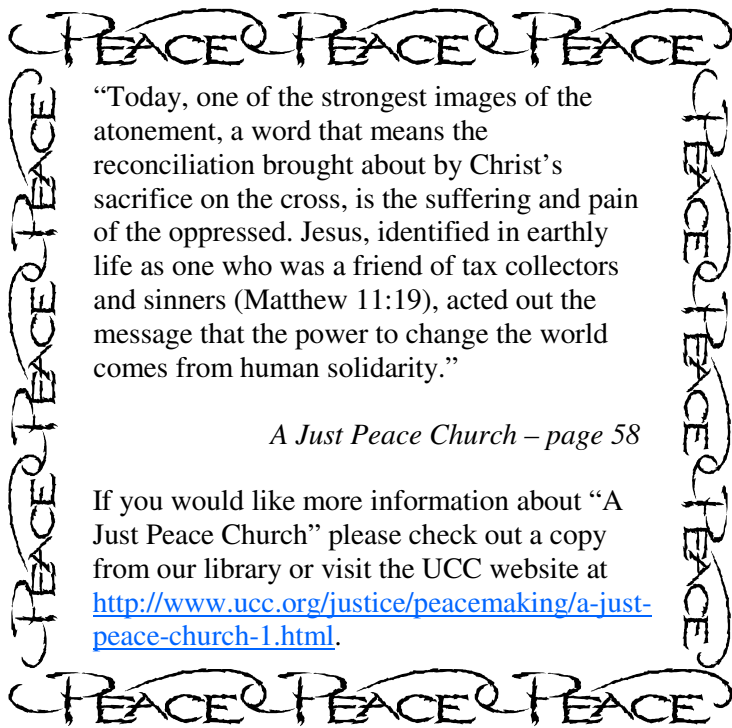 PEACE PEACE PEACE
PEACE PEACE PEACE
“Today, one of the strongest images of the
atonement, a word that means the
reconciliation brought about by Christ’s
sacrifice on the cross, is the suffering and pain
of the oppressed. Jesus, identified in earthly
life as one who was a friend of tax collectors
and sinners (Matthew 11:19), acted out the
message that the power to change the world
comes from human solidarity.”
A Just Peace Church – page 58
If you would like more information about “A
Just Peace Church” please check out a copy
from our library or visit the UCC website at
http://www.ucc.org/justice/peacemaking/a-just-
peace-church-1.html.
PEACE PEACE PEACE
PEACE PEACE PEACE